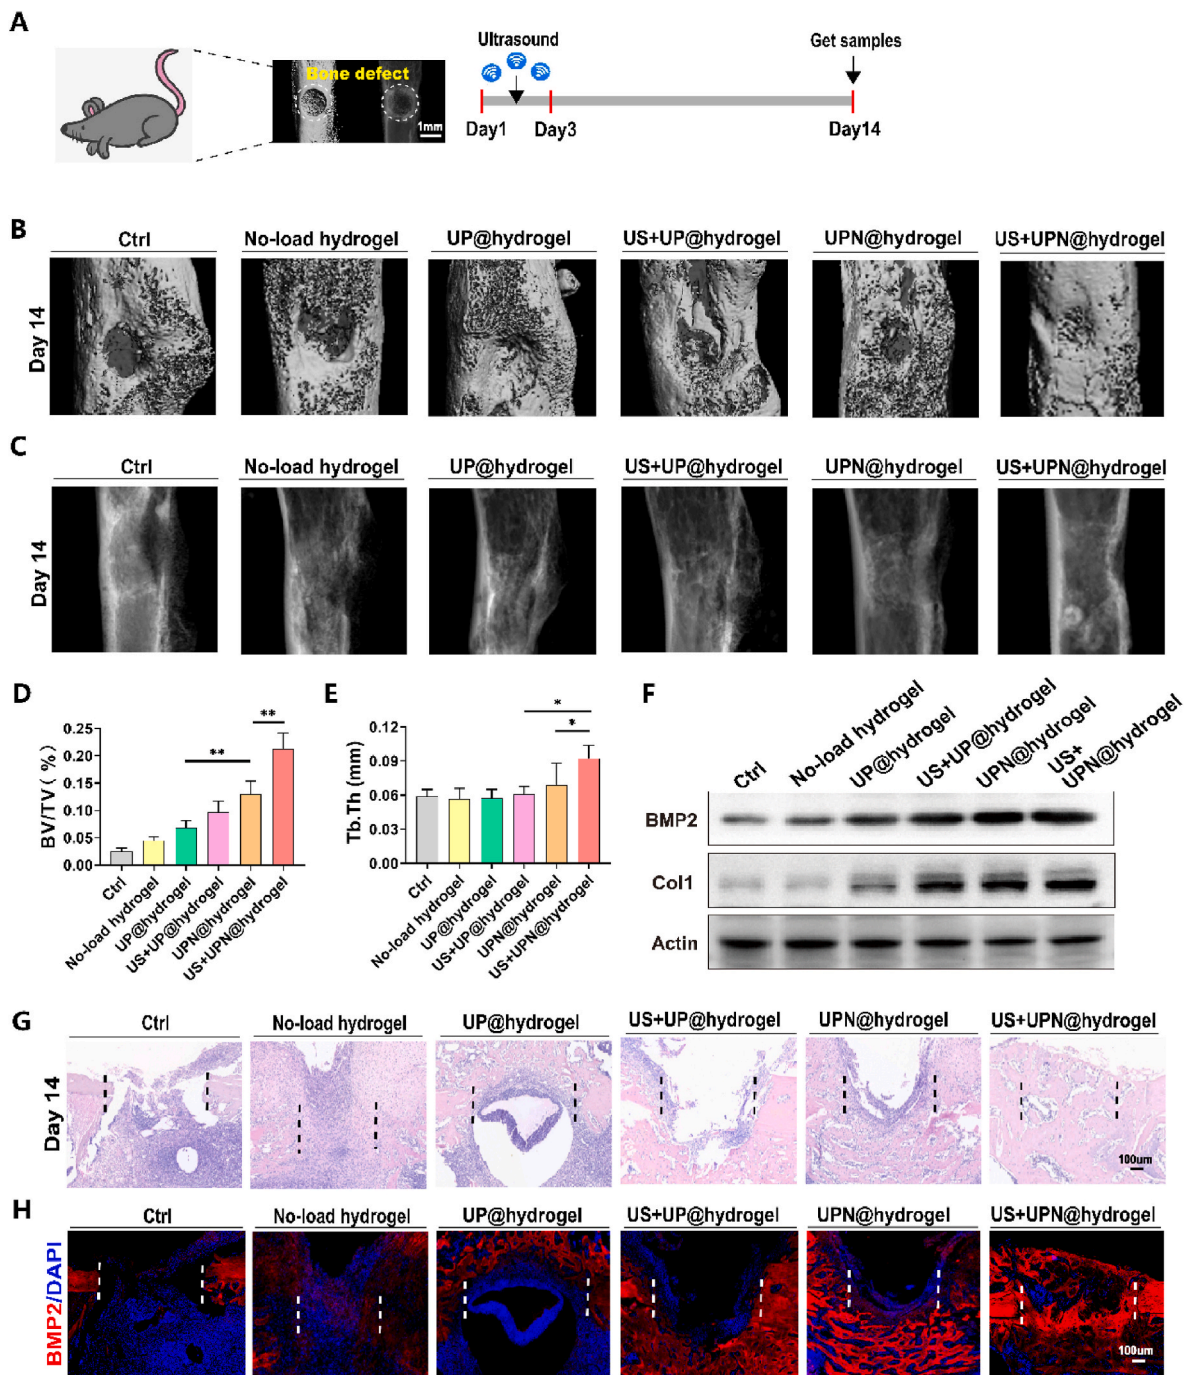 A
Bone defect
1mm
Ultrasound
Get samples
Day1
Day3
Day14
B
Ctrl
No-load hydrogel
UP@hydrogel
US+UP@hydrogel
UPN@hydrogel
US+UPN@hydrogel
Day 14
C
Ctrl
No-load hydrogel
UP@hydrogel
US+UP@hydrogel
UPN@hydrogel
US+UPN@hydrogel
Day 14
D
BV/TV ( %)
0.25
0.20
0.15
0.10
0.05
0.00
**
**
Ctrl
No-load hydrogel
UP@hydrogel
US+UP@hydrogel
UPN@hydrogel
US+UPN@hydrogel
E
Tb.Th (mm)
0.12
0.09
0.06
0.03
0.00
*
*
Ctrl
No-load hydrogel
UP@hydrogel
US+UP@hydrogel
UPN@hydrogel
US+UPN@hydrogel
F
Ctrl
No-load hydrogel
UP@hydrogel
US+UP@hydrogel
UPN@hydrogel
US+
UPN@hydrogel
BMP2
Col1
Actin
G
Ctrl
No-load hydrogel
UP@hydrogel
US+UP@hydrogel
UPN@hydrogel
US+UPN@hydrogel
Day 14
100um
H
Ctrl
No-load hydrogel
UP@hydrogel
US+UP@hydrogel
UPN@hydrogel
US+UPN@hydrogel
BMP2/DAPI
100um